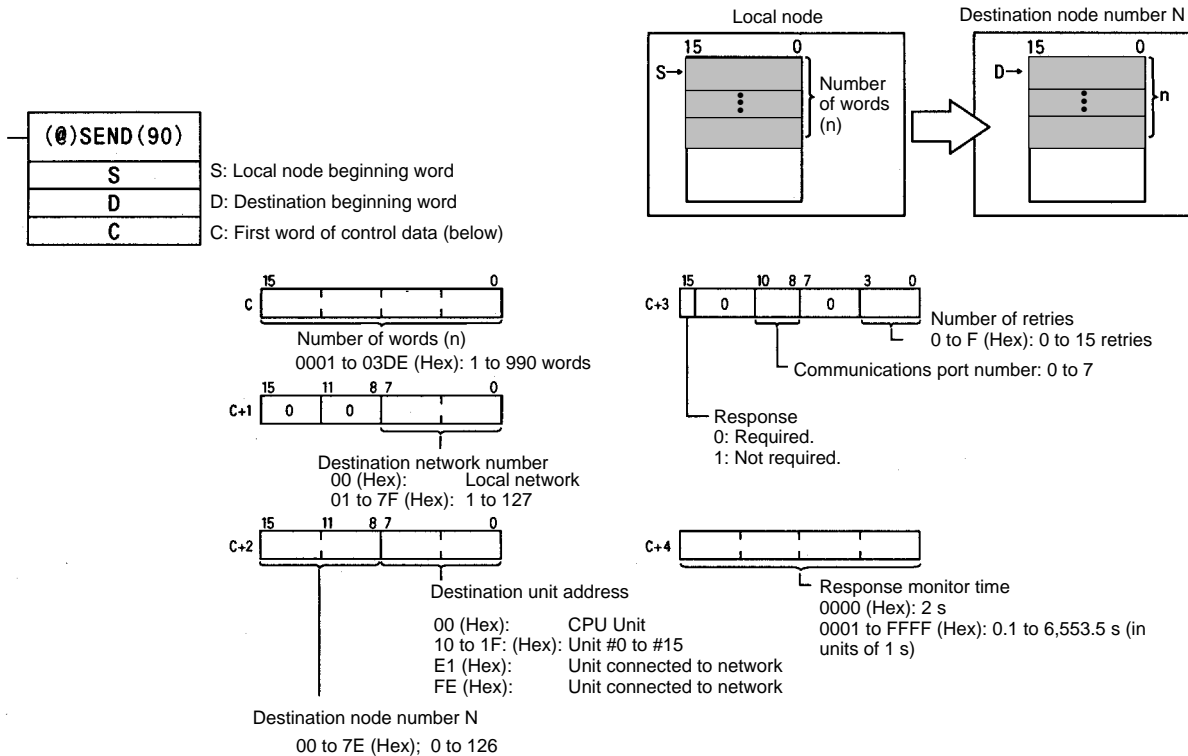 Local node
Destination node number N
15 0
S→
Number
of words
(n)
15 0
D→
n
(@)SEND(90)
S
D
C
S: Local node beginning word
D: Destination beginning word
C: First word of control data (below)
15 0
C
Number of words (n)
0001 to 03DE (Hex): 1 to 990 words
15 11 8 7 0
C+1 0 0
Destination network number
00 (Hex): Local network
01 to 7F (Hex): 1 to 127
15 11 8 7 0
C+2
Destination unit address
00 (Hex): CPU Unit
10 to 1F: (Hex): Unit #0 to #15
E1 (Hex): Unit connected to network
FE (Hex): Unit connected to network
Destination node number N
00 to 7E (Hex); 0 to 126
15 10 8 7 3 0
C+3 0 0
Number of retries
0 to F (Hex): 0 to 15 retries
Communications port number: 0 to 7
Response
0: Required.
1: Not required.
C+4
Response monitor time
0000 (Hex): 2 s
0001 to FFFF (Hex): 0.1 to 6,553.5 s (in
units of 1 s)